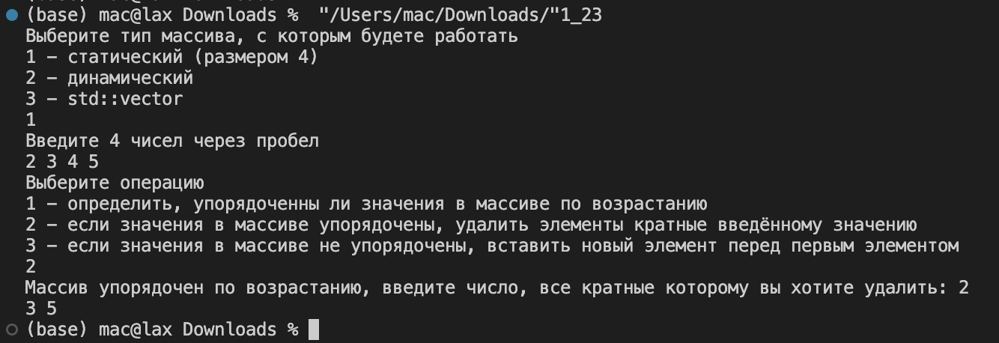 (base) mac@lax Downloads %  "/Users/mac/Downloads/"1_23
Выберите тип массива, с которым будете работать
1 – статический (размером 4)
2 – динамический
3 – std::vector
1
Введите 4 чисел через пробел
2 3 4 5
Выберите операцию
1 – определить, упорядоченны ли значения в массиве по возрастанию
2 – если значения в массиве упорядочены, удалить элементы кратные введённому значению
3 – если значения в массиве не упорядочены, вставить новый элемент перед первым элементом
2
Массив упорядочен по возрастанию, введите число, все кратные которому вы хотите удалить: 2
3 5
(base) mac@lax Downloads %